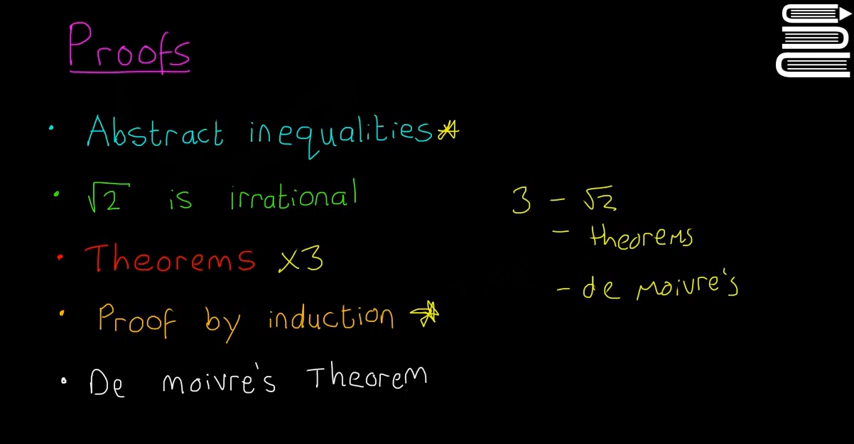 Proofs
• Abstract inequalities
• √2 is irrational
• Theorems x3
• Proof by induction
• De moivre's Theorem
3 - √2
- theorems
- de moivre's